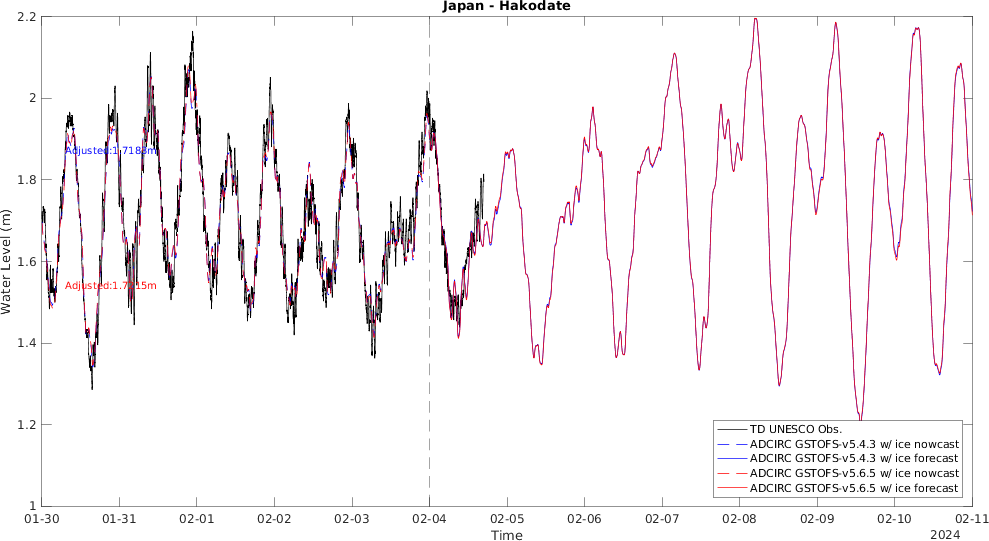 Japan - Hakodate
2.2
2
1.8
1.6
1.4
1.2
1
Water Level (m)
Adjusted:1.7183m
Adjusted:1.7115m
TD UNESCO Obs.
ADCIRC GSTOFS-v5.4.3 w/ ice nowcast
ADCIRC GSTOFS-v5.4.3 w/ ice forecast
ADCIRC GSTOFS-v5.6.5 w/ ice nowcast
ADCIRC GSTOFS-v5.6.5 w/ ice forecast
01-30 01-31 02-01 02-02 02-03 02-04 02-05 02-06 02-07 02-08 02-09 02-10 02-11
Time
2024